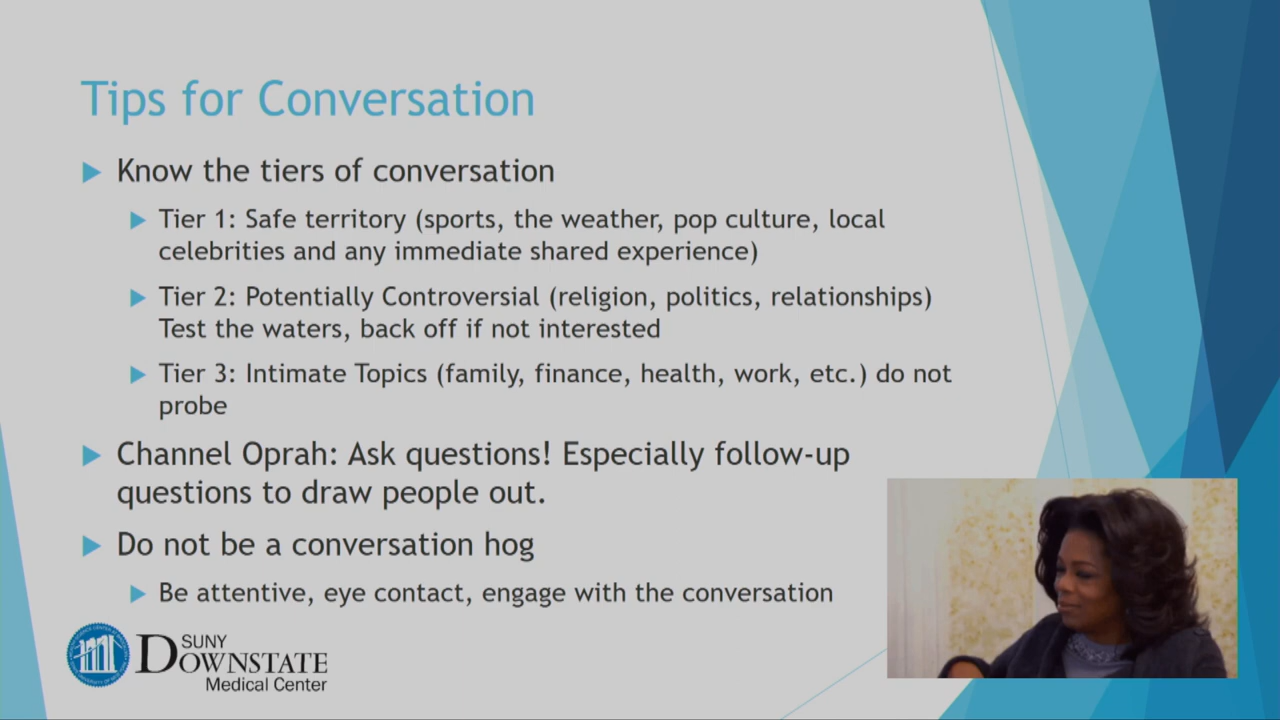 Tips for Conversation
Know the tiers of conversation
Tier 1: Safe territory (sports, the weather, pop culture, local
celebrities and any immediate shared experience)
Tier 2: Potentially Controversial (religion, politics, relationships)
Test the waters, back off if not interested
Tier 3: Intimate Topics (family, finance, health, work, etc.) do not
probe
Channel Oprah: Ask questions! Especially follow-up
questions to draw people out.
Do not be a conversation hog
Be attentive, eye contact, engage with the conversation
SUNY
DOWNSTATE
Medical Center